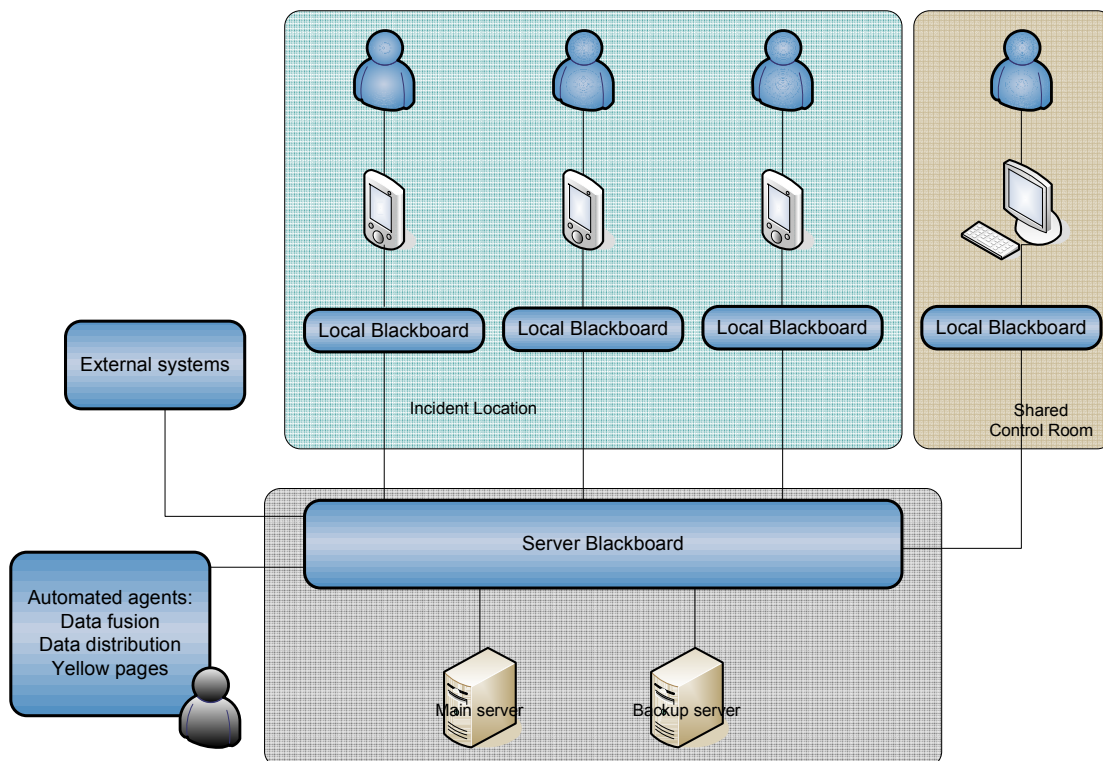 Local Blackboard
Local Blackboard
Local Blackboard
Local Blackboard
External systems
Incident Location
Shared
Control Room
Server Blackboard
Automated agents:
Data fusion
Data distribution
Yellow pages
Main server
Backup server